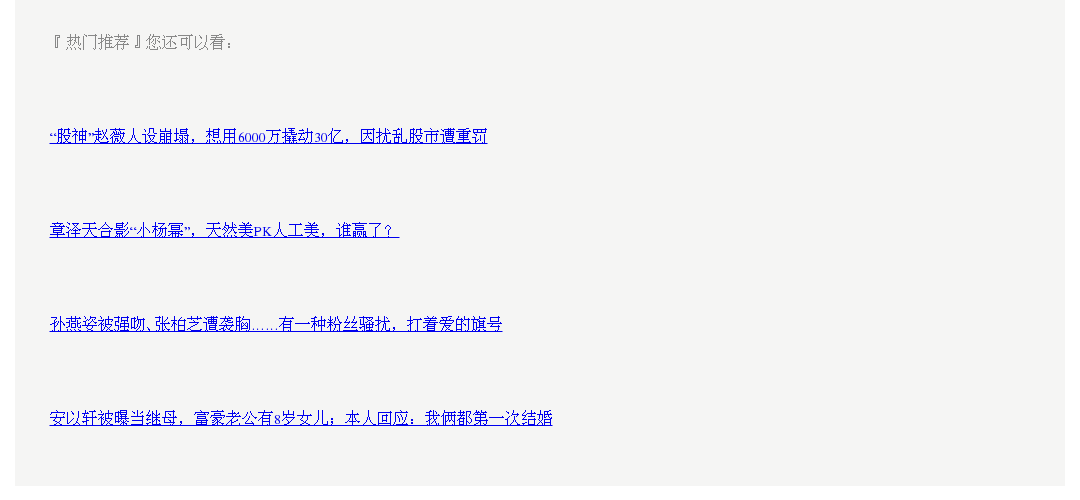 『 热门推荐 』您还可以看：
“股神”赵薇人设崩塌，想用6000万撬动30亿，因扰乱股市遭重罚
章泽天合影“小杨幂”，天然美PK人工美，谁赢了？
孙燕姿被强吻、张柏芝遭袭胸……有一种粉丝骚扰，打着爱的旗号
安以轩被曝当继母，富豪老公有8岁女儿；本人回应：我俩都第一次结婚